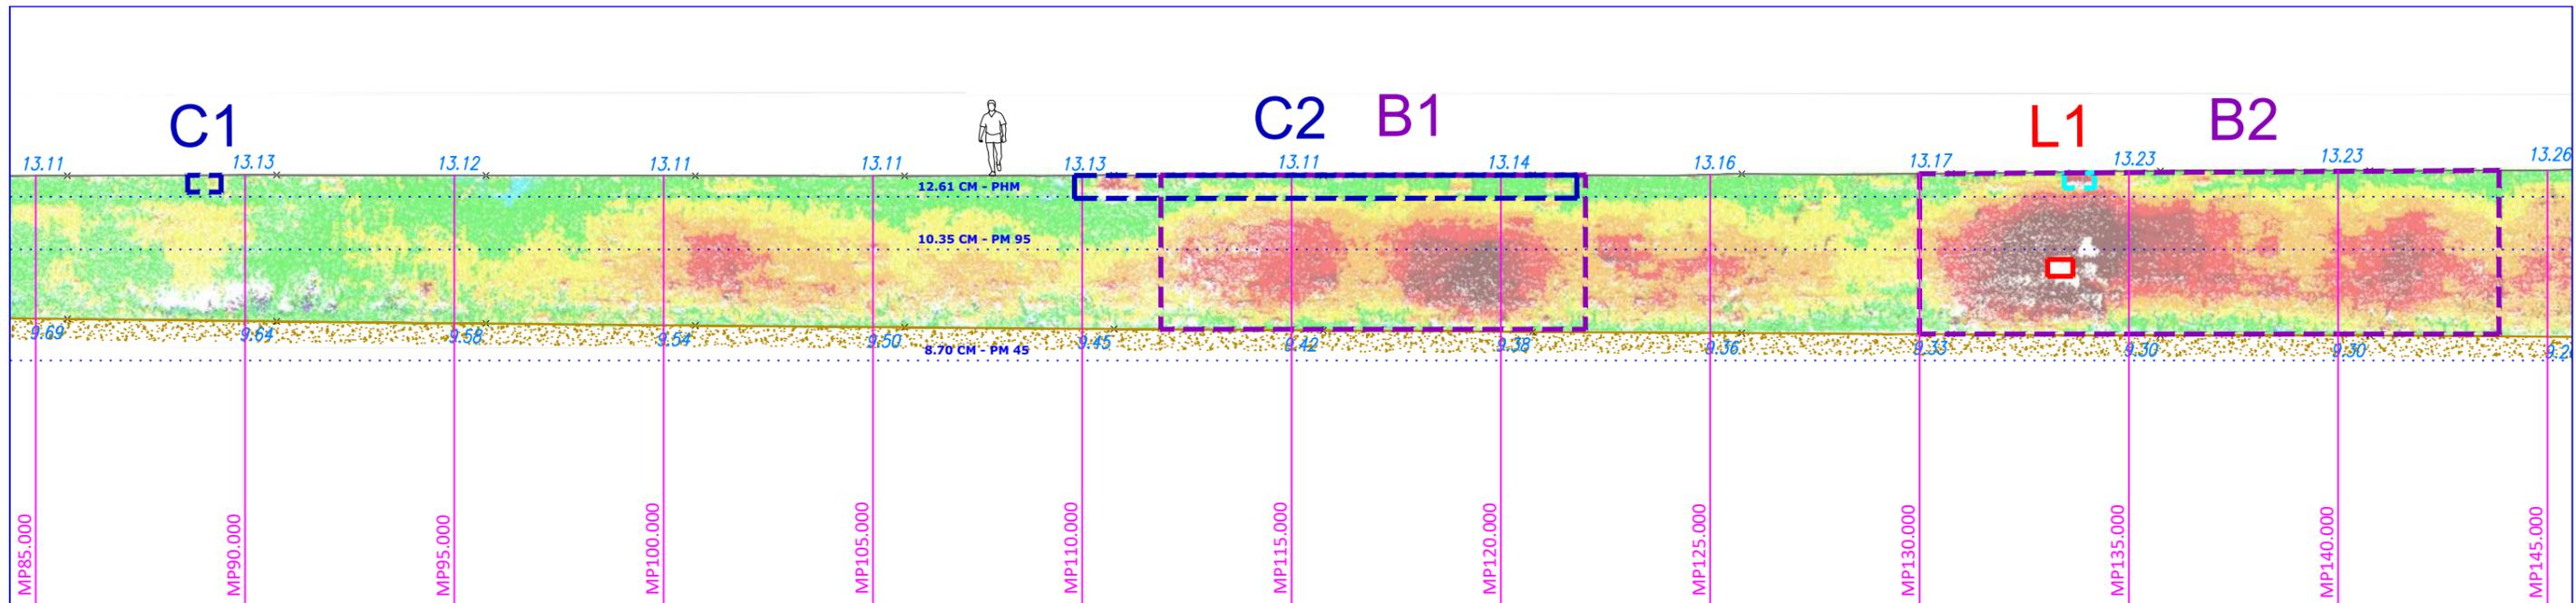 C1
C2
B1
L1
B2
13.11
13.13
13.12
13.11
13.11
13.13
13.11
13.14
13.16
13.17
13.23
13.23
13.26
12.61 CM - PHM
10.35 CM - PM 95
9.69
9.64
9.58
9.54
9.50
9.45
9.42
9.38
9.36
9.33
9.30
9.30
8.70 CM - PM 45
MP85.000
MP90.000
MP95.000
MP100.000
MP105.000
MP110.000
MP115.000
MP120.000
MP125.000
MP130.000
MP135.000
MP140.000
MP145.000